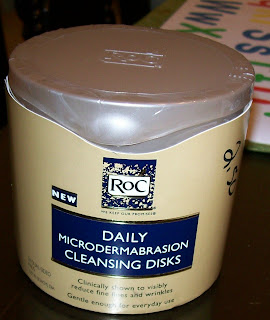 RoC
WE KEEP OUR PROMISES
NEW
DAILY
MICRODERMABRASION
CLEANSING DISKS
Clinically shown to visibly
reduce fine lines and wrinkles
Gentle enough for everyday use